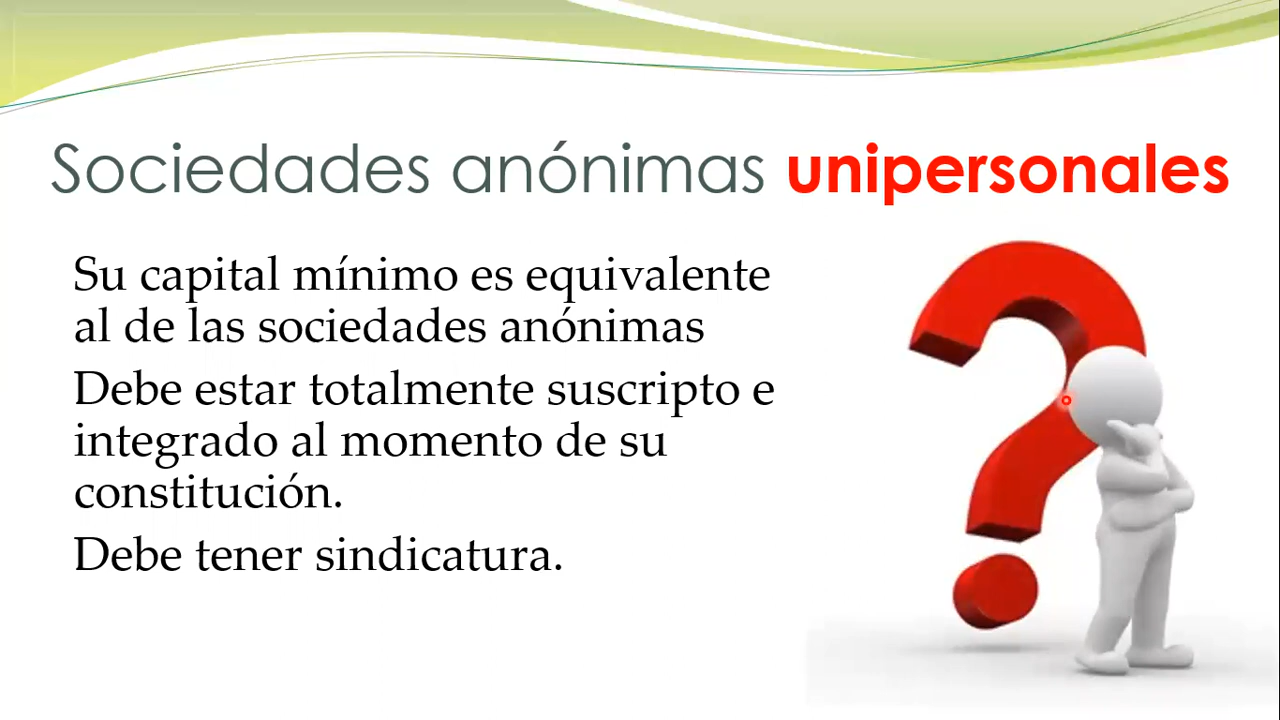 Sociedades anónimas unipersonales
Su capital mínimo es equivalente
al de las sociedades anónimas
Debe estar totalmente suscripto e
integrado al momento de su
constitución.
Debe tener sindicatura.